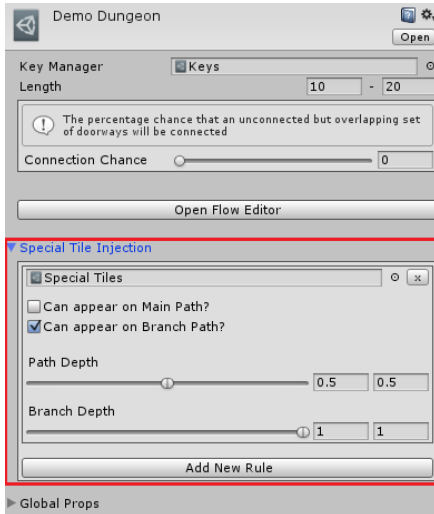 Demo Dungeon
Open
Key Manager Keys
Length 10 - 20
The percentage chance that an unconnected but overlapping set
of doorways will be connected
Connection Chance 0
Open Flow Editor
Special Tile Injection
Special Tiles x
Can appear on Main Path?
Can appear on Branch Path?
Path Depth
0.5 0.5
Branch Depth
1 1
Add New Rule
Global Props